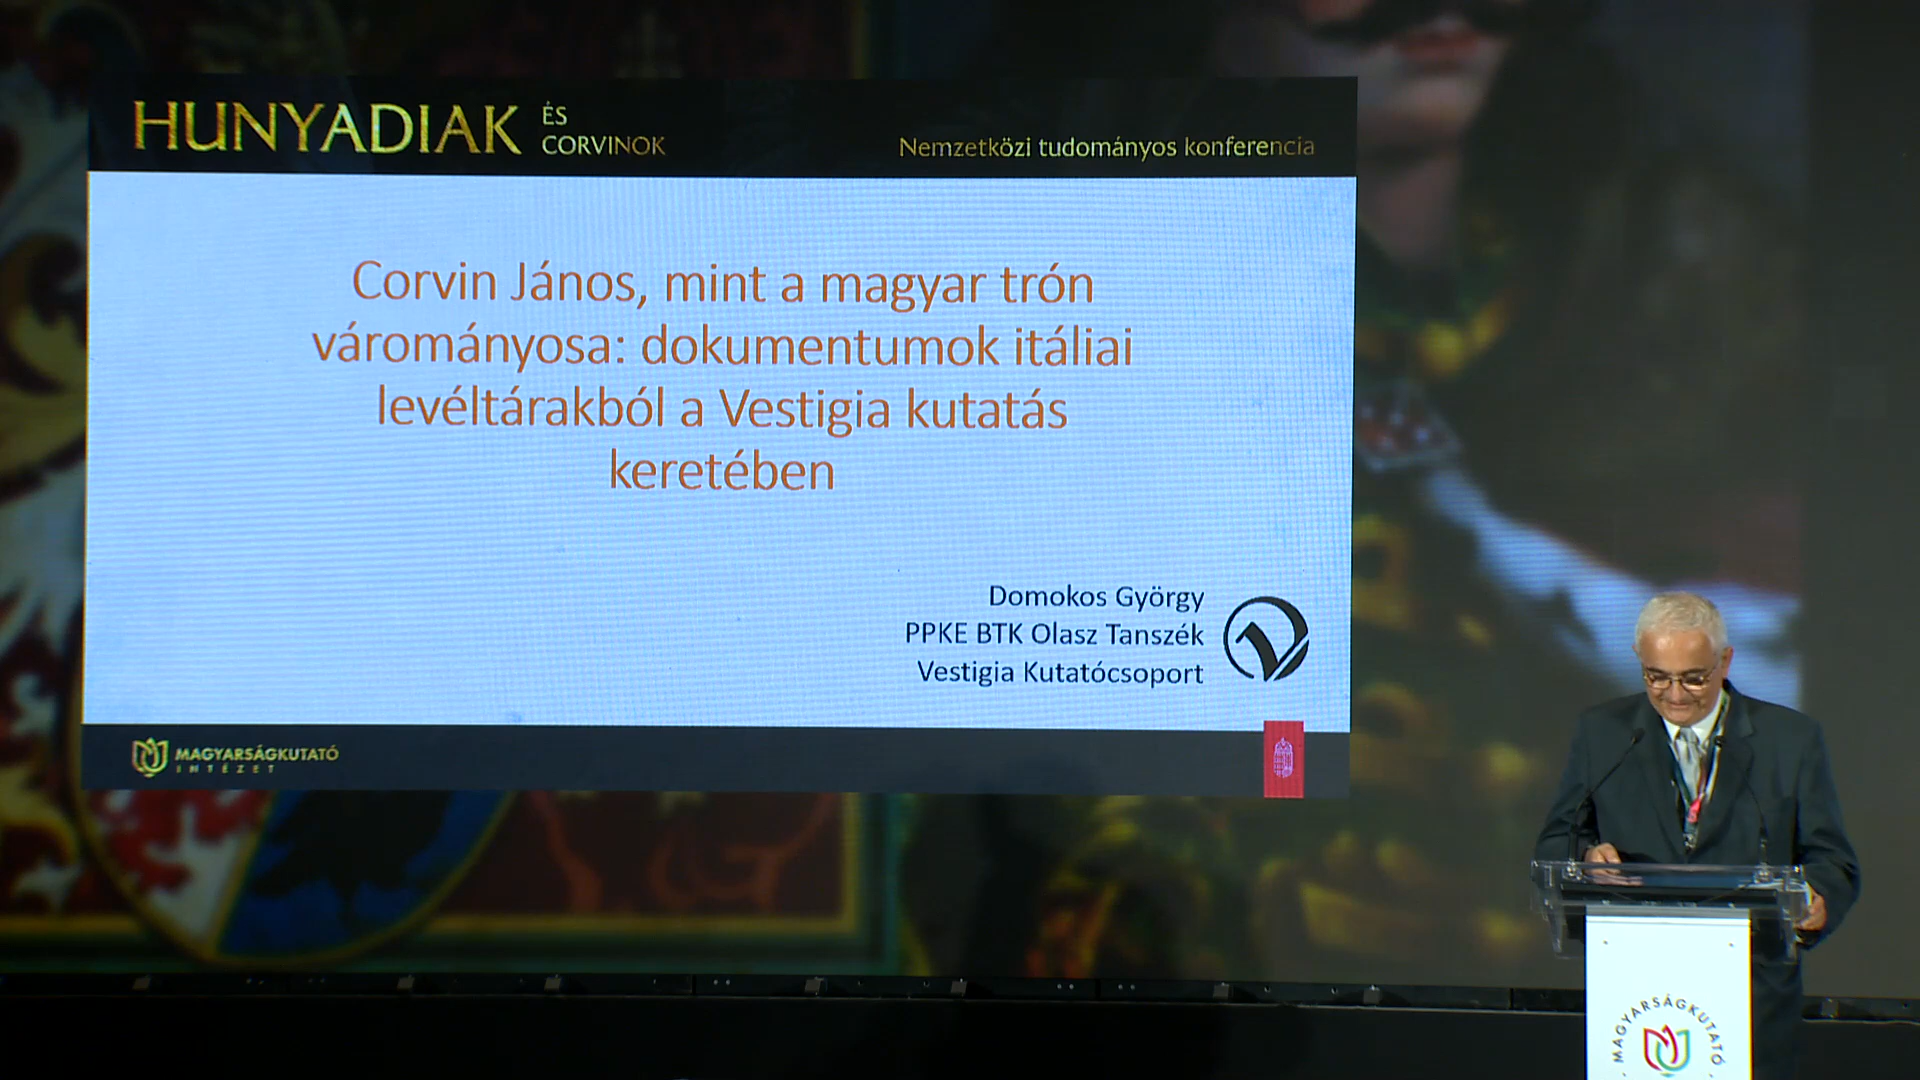 HUNYADIAK
ÉS
CORVINOK
Nemzetközi tudományos konferencia
Corvin János, mint a magyar trón
várományosa: dokumentumok itáliai
levéltárakból a Vestigia kutatás
keretében
Domokos György
PPKE BTK Olasz Tanszék
Vestigia Kutatócsoport
MAGYARSÁGKUTATÓ
INTÉZET
MAGYARSÁGKUTATÓ